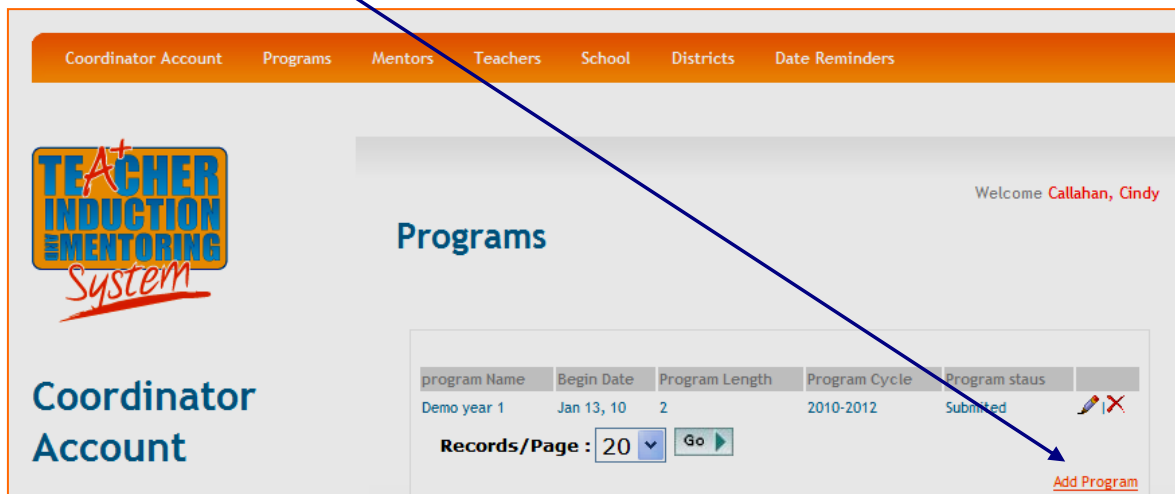 Coordinator Account Programs Mentors Teachers School Districts Date Reminders
TEA+CHER
INDUCTION
AND MENTORING
System
Welcome Callahan, Cindy
Programs
Coordinator
Account
program Name Begin Date Program Length Program Cycle Program staus
Demo year 1 Jan 13, 10 2 2010-2012 Submited |
Records/Page : 20 Go
Add Program